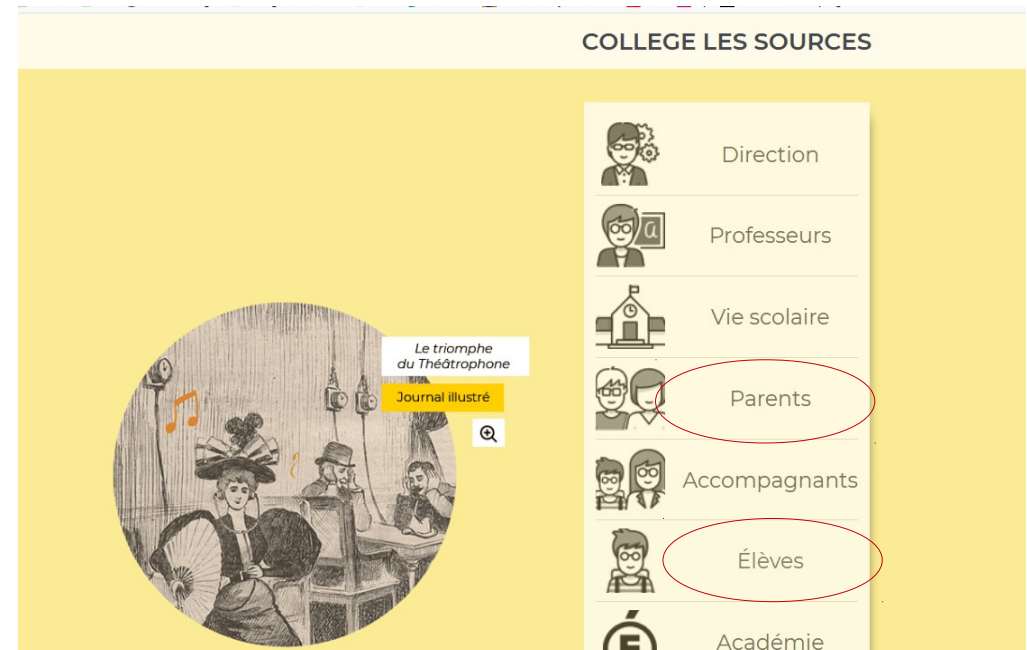 COLLEGE LES SOURCES
Direction
Professeurs
Vie scolaire
Le triomphe
du Théâtrophone
Journal illustré
Parents
Accompagnants
Élèves
Académie